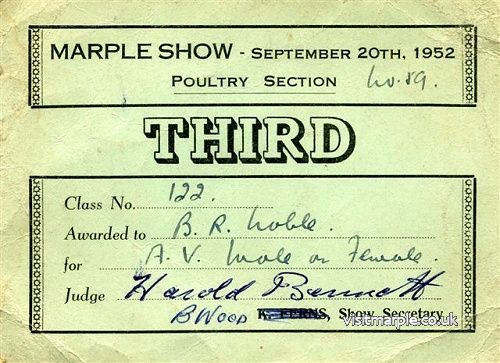 MARPLE SHOW - SEPTEMBER 20TH, 1952
POULTRY SECTION
THIRD
Class No. 122
Awarded to B. R. Noble.
for A. V. Male or Female.
Judge Harold Bennett
B Wood K. FERNS, Show Secretary
visitmarple.co.uk